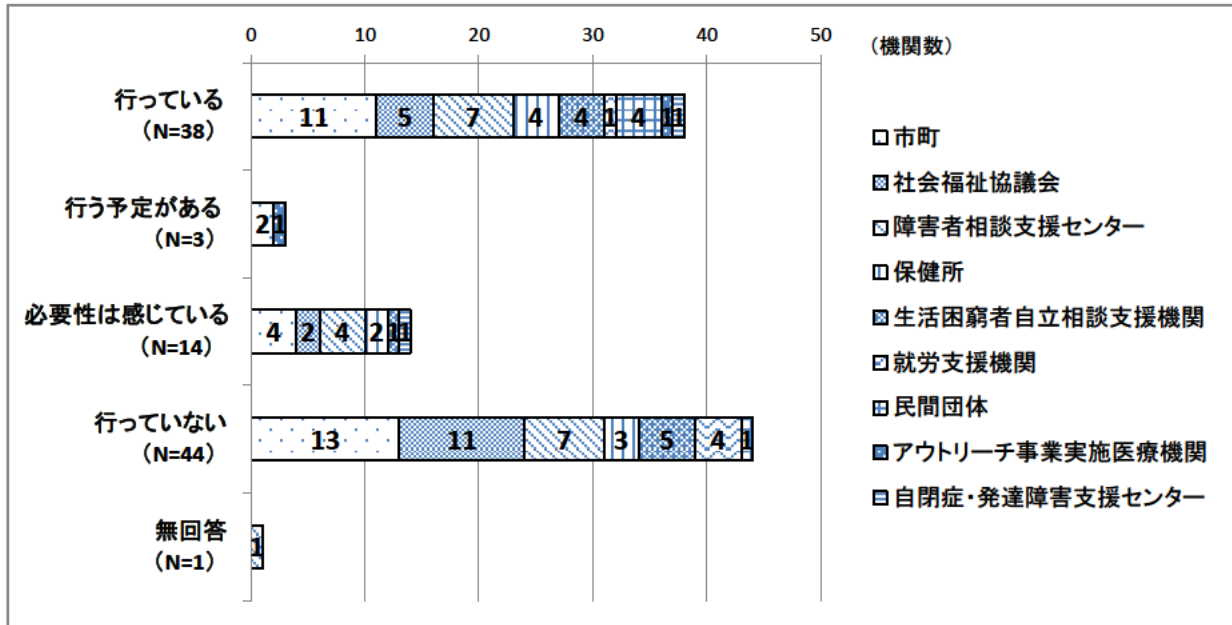 0 10 20 30 40 50
（機関数）
行っている
（N=38）
11 5 7 4 4 1 4 1 1
行う予定がある
（N=3）
2 1
必要性は感じている
（N=14）
4 2 4 2 1 1
行っていない
（N=44）
13 11 7 3 5 4 1
無回答
（N=1）
1
市町
社会福祉協議会
障害者相談支援センター
保健所
生活困窮者自立相談支援機関
就労支援機関
民間団体
アウトリーチ事業実施医療機関
自閉症・発達障害支援センター